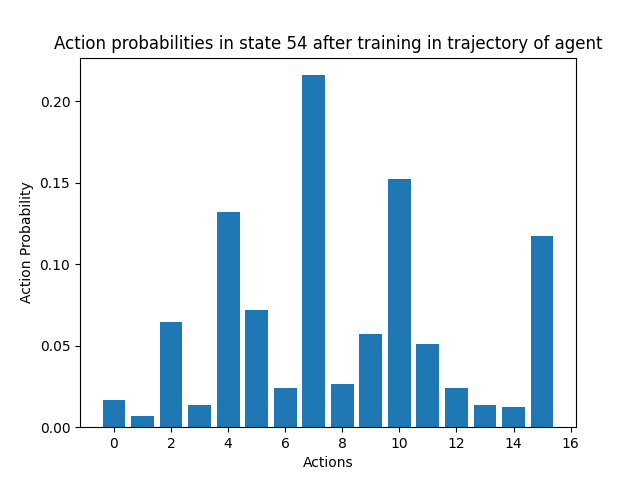 Action probabilities in state 54 after training in trajectory of agent
0.20
0.15
0.10
0.05
0.00
Action Probability
0 2 4 6 8 10 12 14 16
Actions